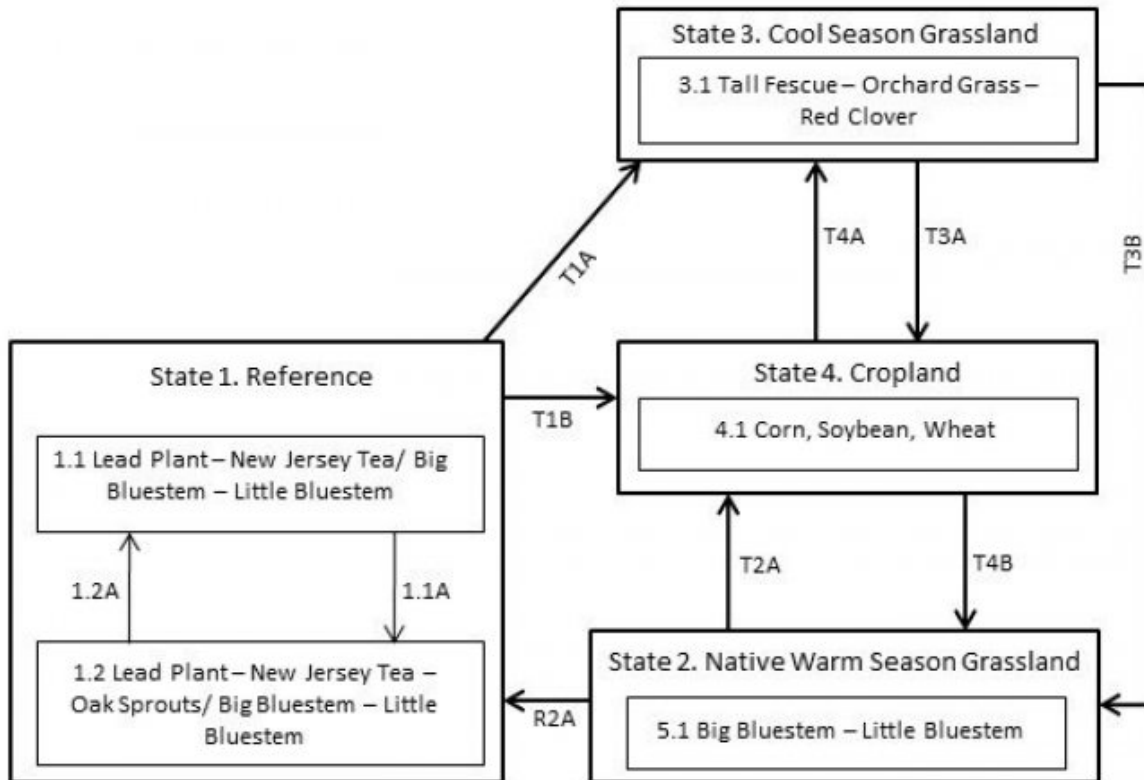 State 3. Cool Season Grassland
3.1 Tall Fescue – Orchard Grass –
Red Clover
T1A
T4A
T3A
T3B
State 1. Reference
1.1 Lead Plant – New Jersey Tea/ Big
Bluestem – Little Bluestem
1.2A
1.1A
1.2 Lead Plant – New Jersey Tea –
Oak Sprouts/ Big Bluestem – Little
Bluestem
T1B
State 4. Cropland
4.1 Corn, Soybean, Wheat
T2A
T4B
R2A
State 2. Native Warm Season Grassland
5.1 Big Bluestem – Little Bluestem